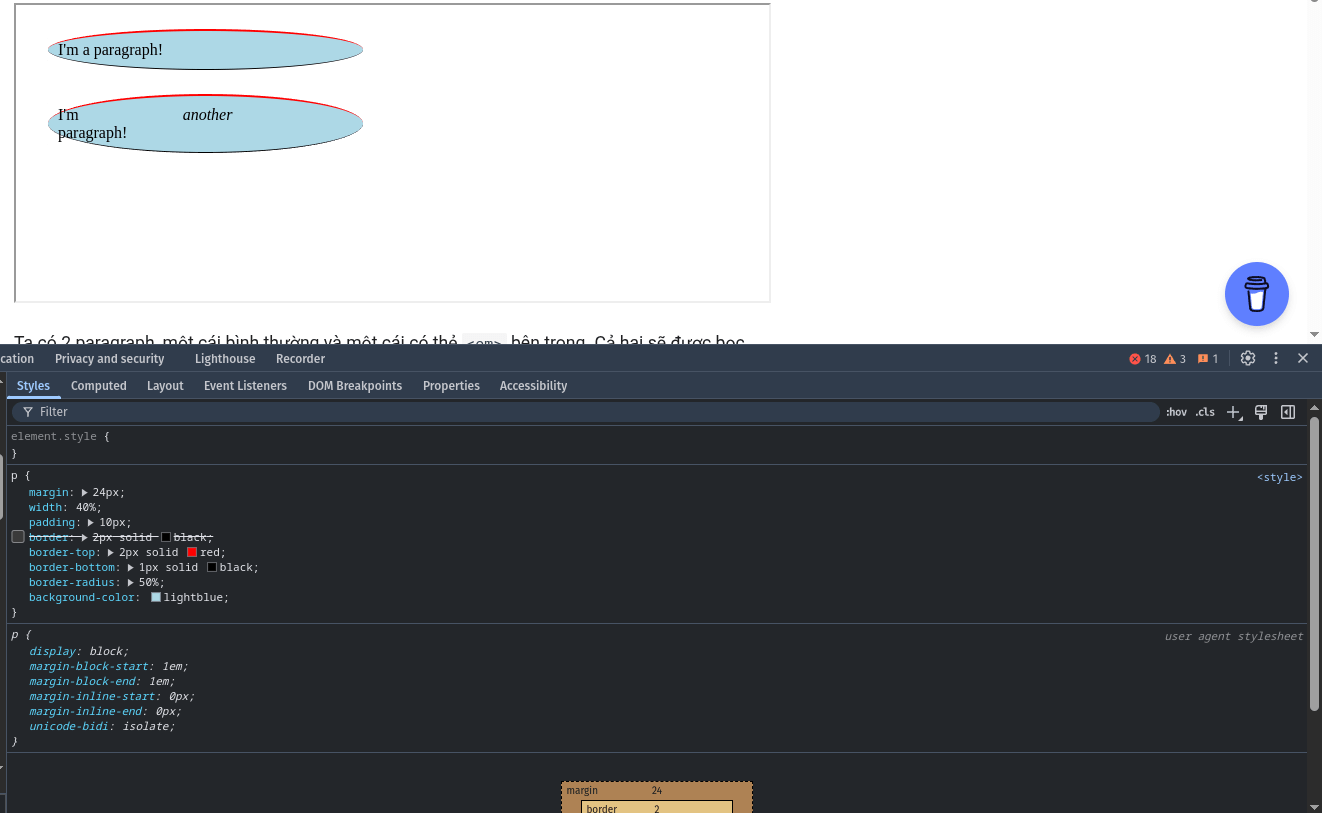 I'm a paragraph!
I'm another
paragraph!
Ta có 2 paragraph, một cái bình thường và một cái có thẻ <em> bên trong. Cả hai sẽ được bọc
cation Privacy and security Lighthouse Recorder 18 3 1
Styles Computed Layout Event Listeners DOM Breakpoints Properties Accessibility
Filter :hov .cls
element.style {
}
p { <style>
margin: 24px;
width: 40%;
padding: 10px;
border: 2px solid black;
border-top: 2px solid red;
border-bottom: 1px solid black;
border-radius: 50%;
background-color: lightblue;
}
p { user agent stylesheet
display: block;
margin-block-start: 1em;
margin-block-end: 1em;
margin-inline-start: 0px;
margin-inline-end: 0px;
unicode-bidi: isolate;
}
margin 24
border 2